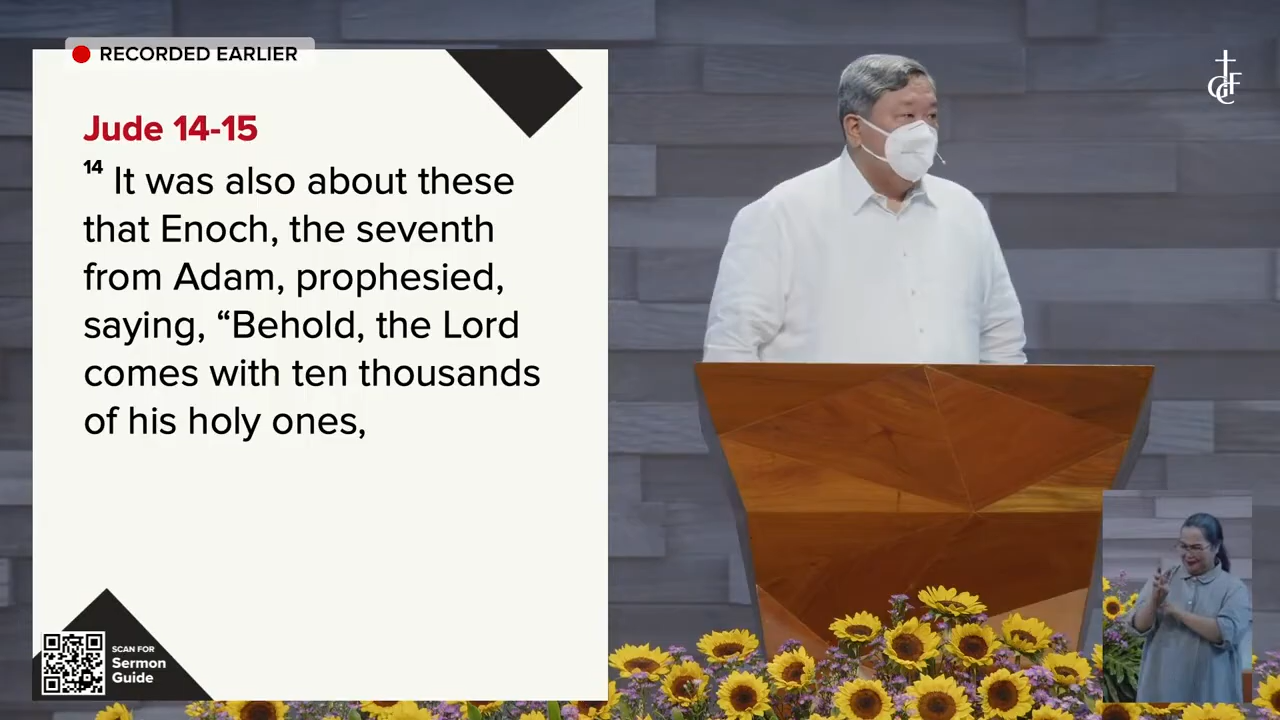 RECORDED EARLIER
Jude 14-15
14 It was also about these
that Enoch, the seventh
from Adam, prophesied,
saying, “Behold, the Lord
comes with ten thousands
of his holy ones,
SCAN FOR
Sermon
Guide
GCF